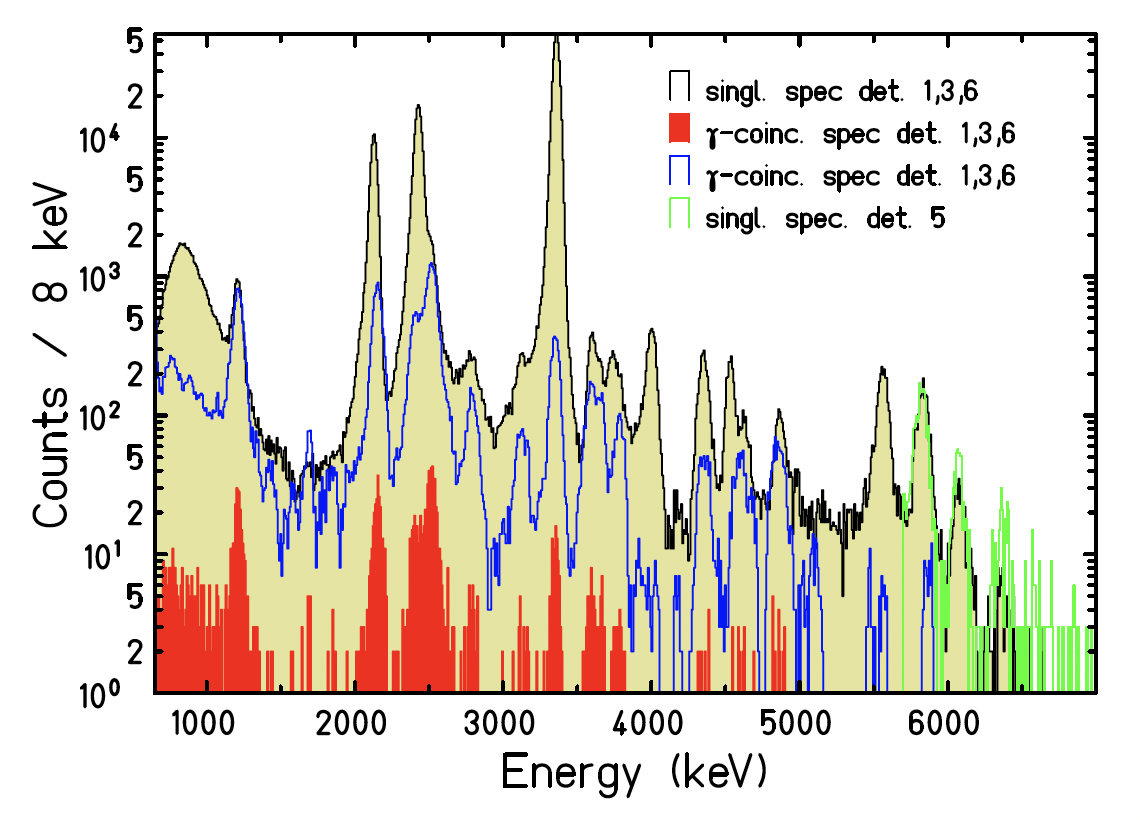 singl. spec det. 1,3,6
γ-coinc. spec det. 1,3,6
γ-coinc. spec det. 1,3,6
singl. spec. det. 5
Counts / 8 keV
5
2
10⁴
5
2
10³
5
2
10²
5
2
10¹
5
2
10⁰
1000 2000 3000 4000 5000 6000
Energy (keV)